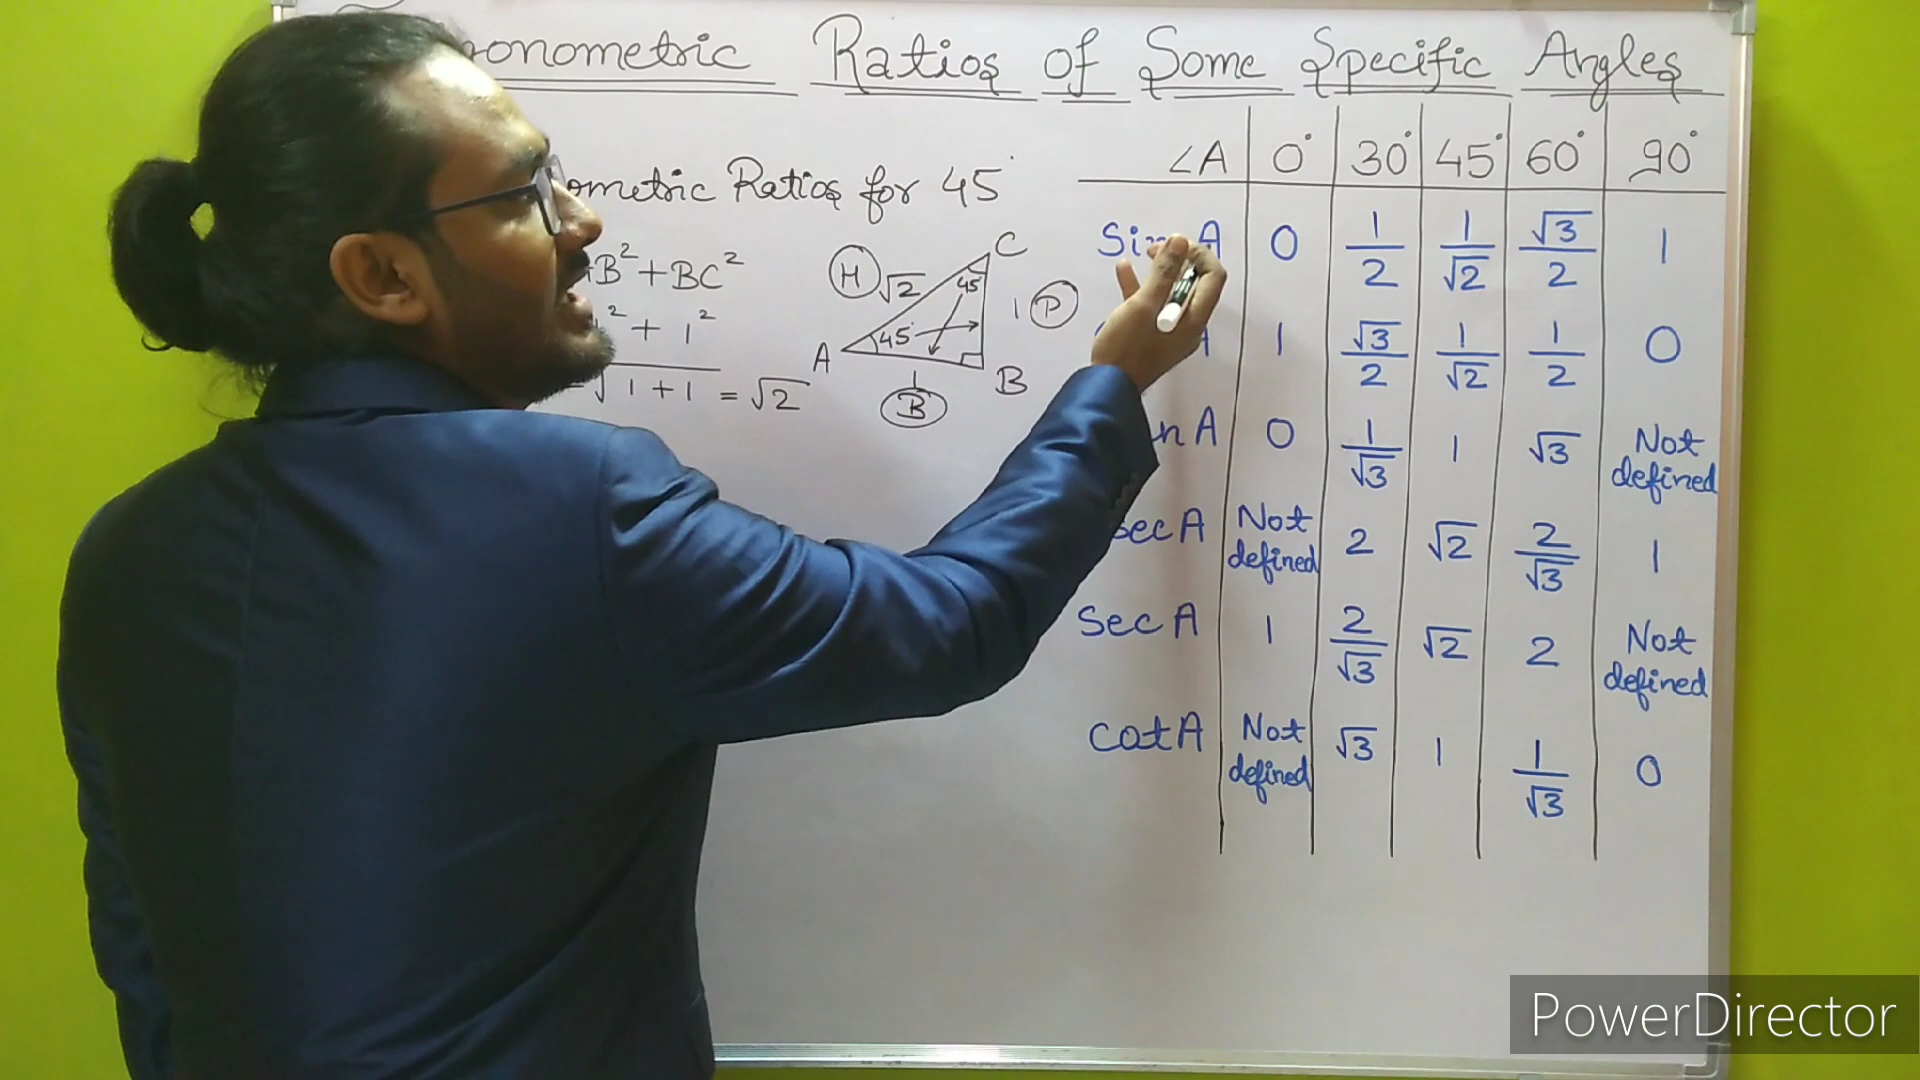 onometric Ratios of Some Specific Angles
ometric Ratios for 45°
B² + BC²
1² + 1²
= √1+1 = √2
H √2 C
45°
1 P
A 45° B
1
B
∠A 0° 30° 45° 60° 90°
Sin A 0 1/2 1/√2 √3/2 1
A 1 √3/2 1/√2 1/2 0
n A 0 1/√3 1 √3 Not defined
sec A Not defined 2 √2 2/√3 1
Sec A 1 2/√3 √2 2 Not defined
cot A Not defined √3 1 1/√3 0
PowerDirector